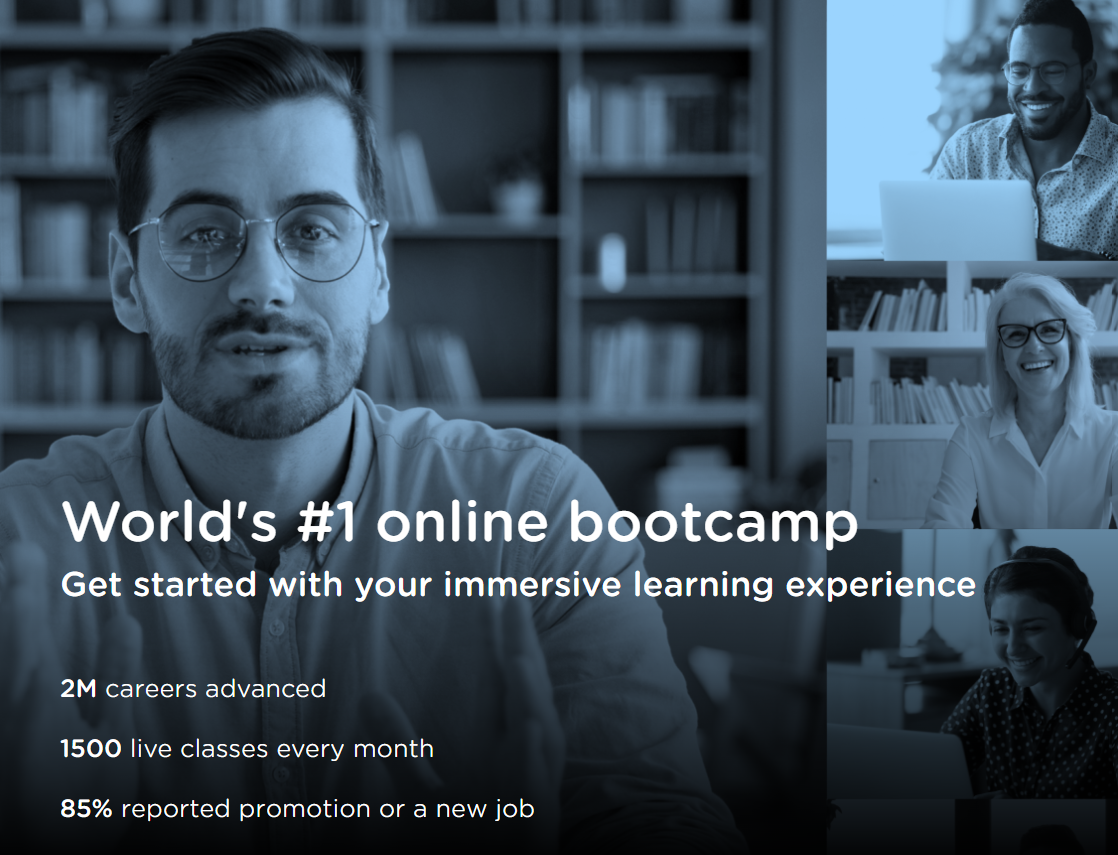 World's #1 online bootcamp
Get started with your immersive learning experience
2M careers advanced
1500 live classes every month
85% reported promotion or a new job